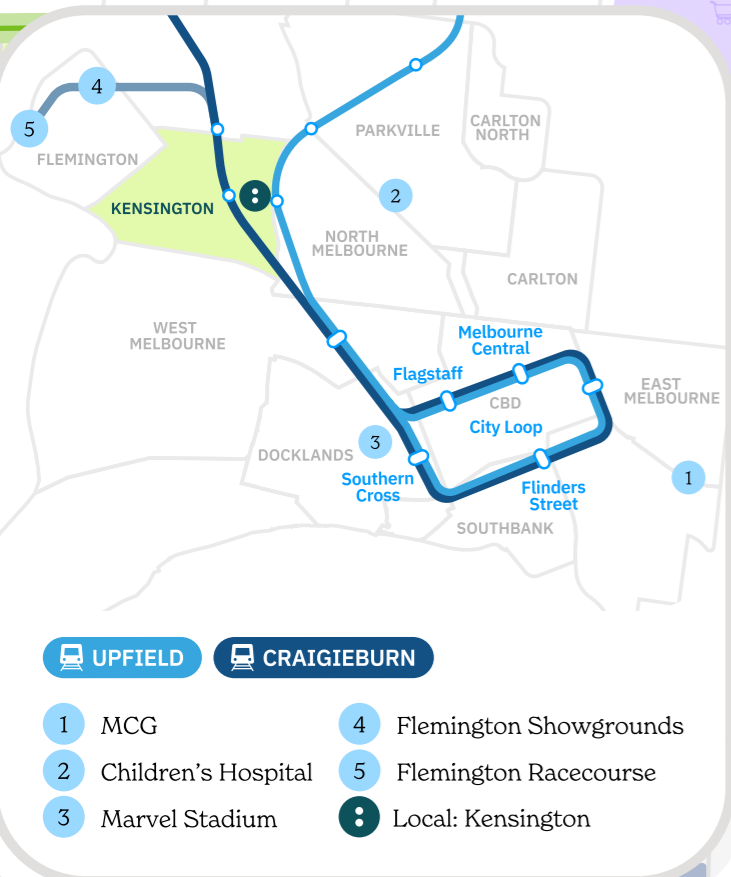 4
5
FLEMINGTON
PARKVILLE
CARLTON
NORTH
2
KENSINGTON
NORTH
MELBOURNE
CARLTON
WEST
MELBOURNE
Melbourne
Central
Flagstaff
CBD
City Loop
EAST
MELBOURNE
3
DOCKLANDS
Southern
Cross
Flinders
Street
1
SOUTHBANK
UPFIELD
CRAIGIEBURN
1 MCG
2 Children's Hospital
3 Marvel Stadium
4 Flemington Showgrounds
5 Flemington Racecourse
Local: Kensington